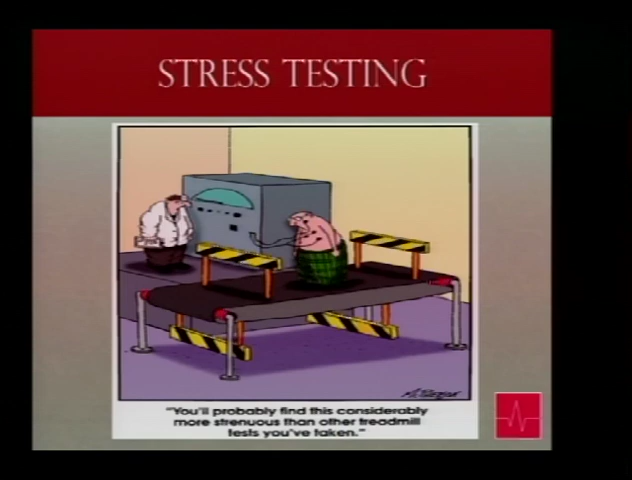 STRESS TESTING
"You'll probably find this considerably
more strenuous than other treadmill
tests you've taken."